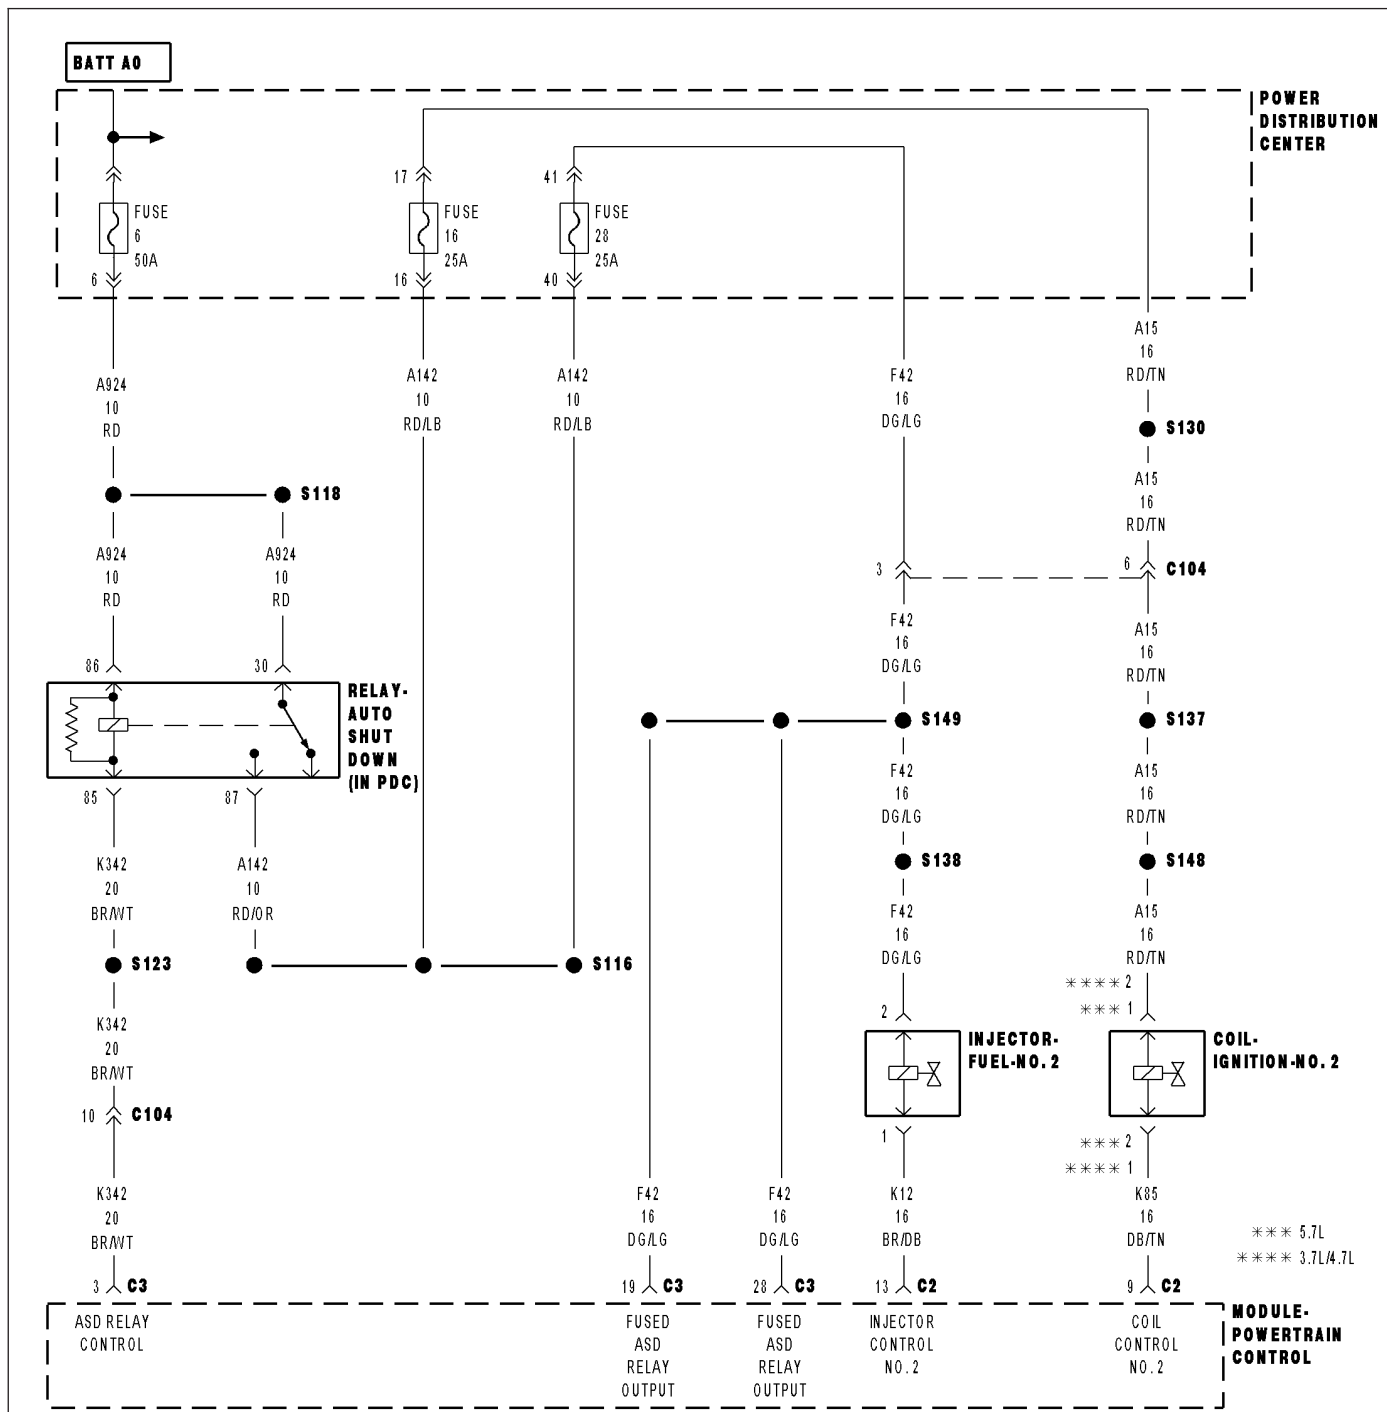 BATT A0
POWER
DISTRIBUTION
CENTER
17
41
FUSE
6
50A
FUSE
16
25A
FUSE
28
25A
6
16
40
A924
10
RD
A142
10
RD/LB
A142
10
RD/LB
F42
16
DG/LG
A15
16
RD/TN
S130
S118
A15
16
RD/TN
A924
10
RD
A924
10
RD
3
6
C104
F42
16
DG/LG
A15
16
RD/TN
86
30
RELAY-
AUTO
SHUT
DOWN
(IN PDC)
S149
S137
85
87
F42
16
DG/LG
A15
16
RD/TN
S138
S148
K342
20
BR/WT
A142
10
RD/OR
F42
16
DG/LG
A15
16
RD/TN
S123
S116
**** 2
*** 1
2
K342
20
BR/WT
INJECTOR-
FUEL-NO.2
COIL-
IGNITION-NO.2
10
C104
1
*** 2
**** 1
K342
20
BR/WT
F42
16
DG/LG
F42
16
DG/LG
K12
16
BR/DB
K85
16
DB/TN
*** 5.7L
**** 3.7L/4.7L
3 C3
19 C3
28 C3
13 C2
9 C2
ASD RELAY
CONTROL
FUSED
ASD
RELAY
OUTPUT
FUSED
ASD
RELAY
OUTPUT
INJECTOR
CONTROL
NO.2
COIL
CONTROL
NO.2
MODULE-
POWERTRAIN
CONTROL